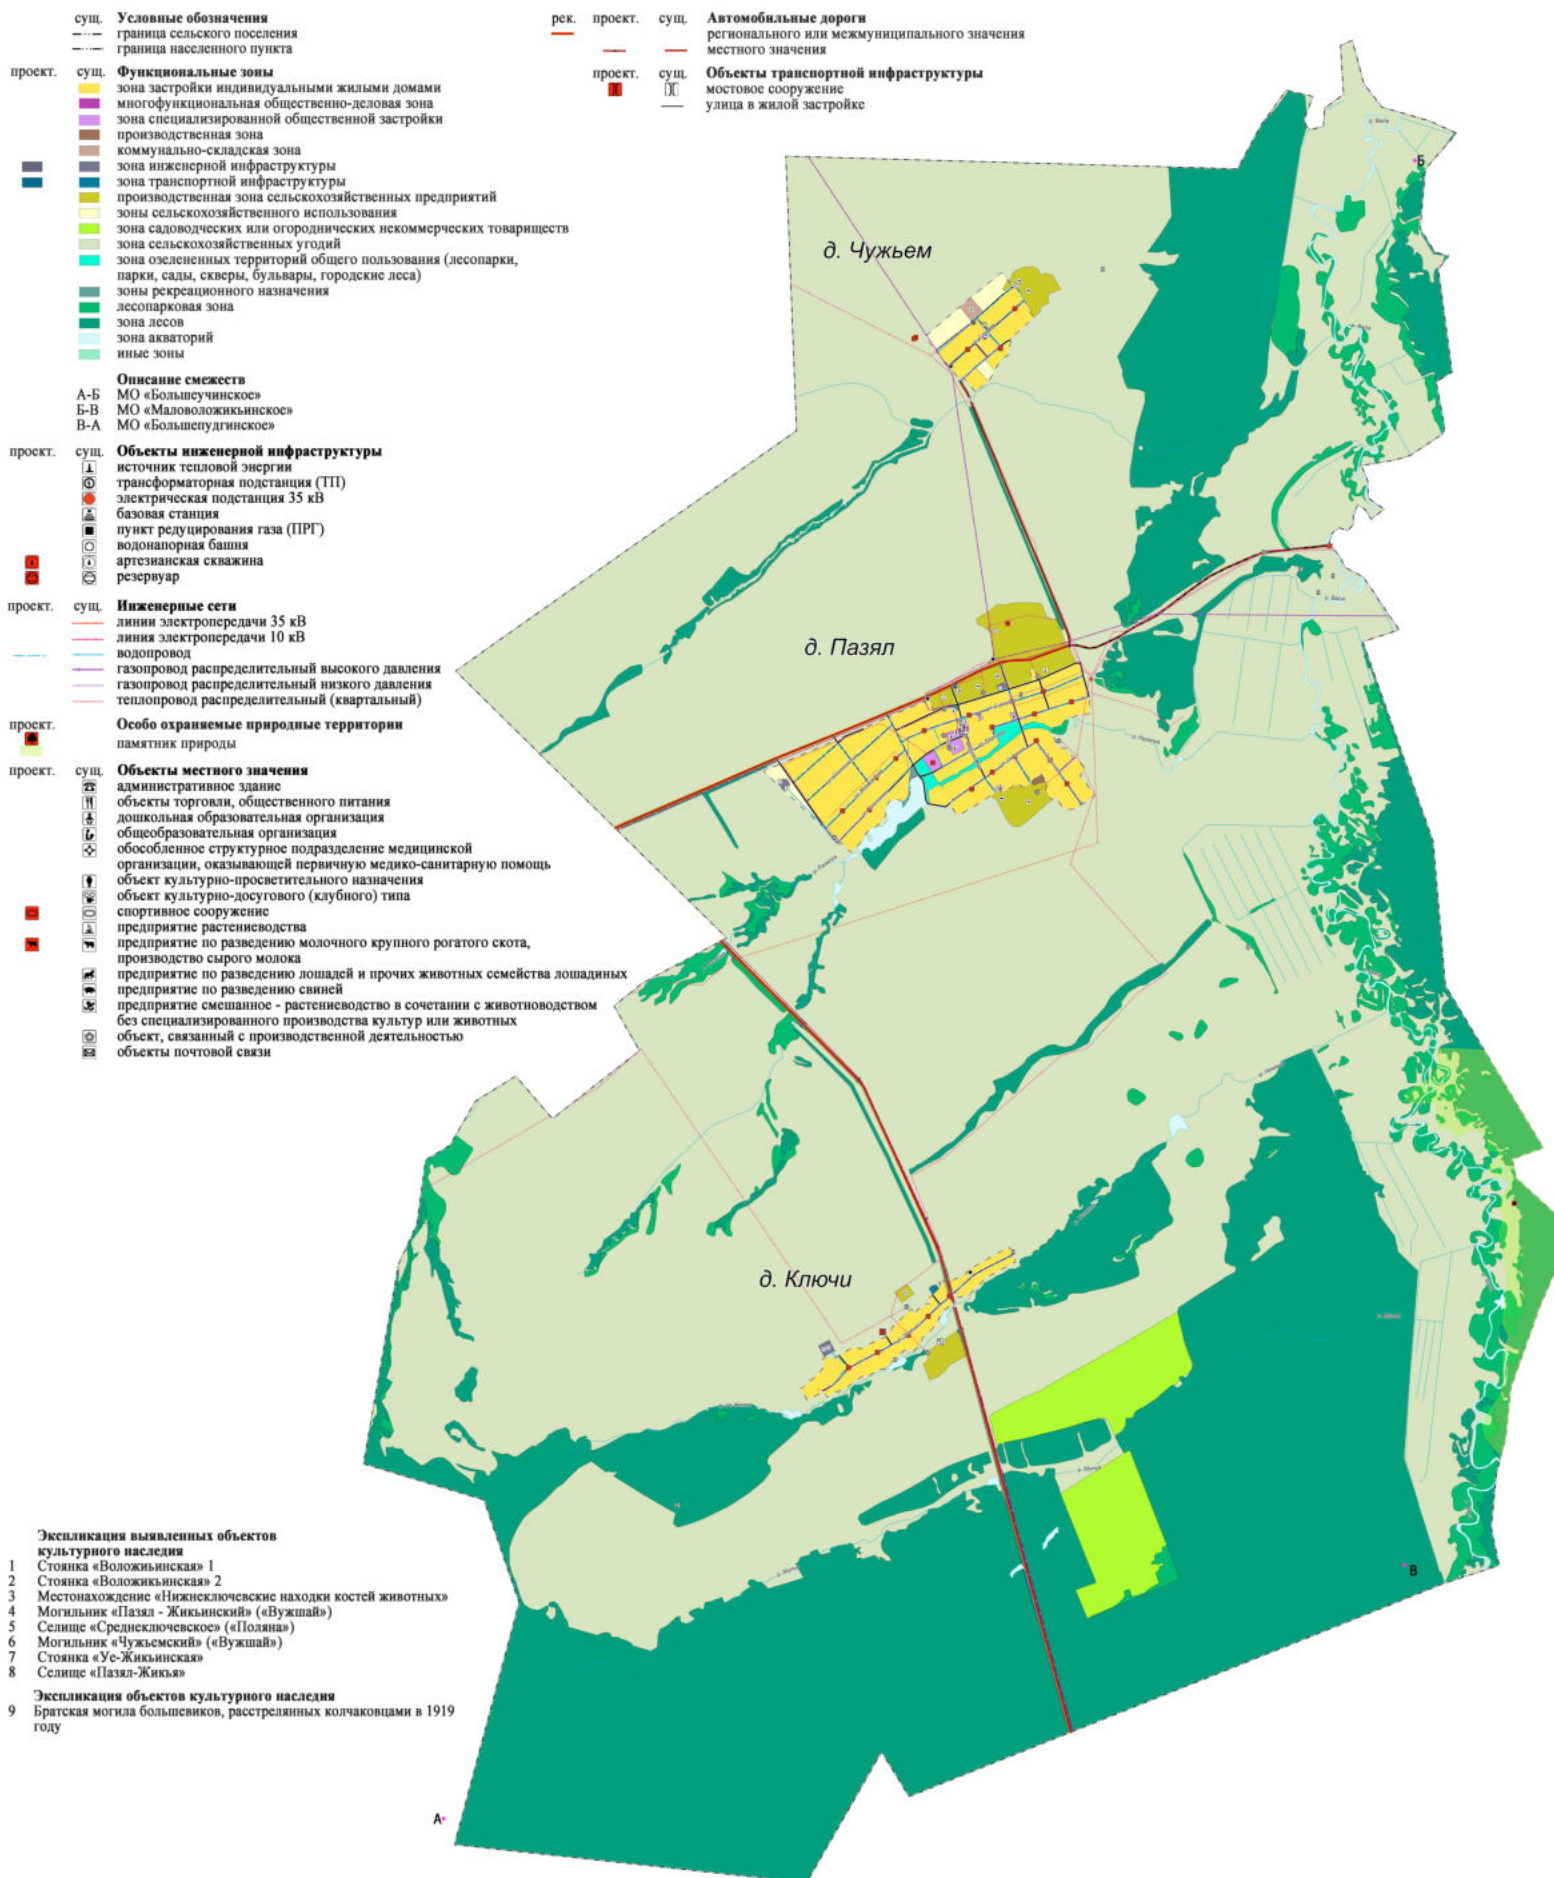 сущ. Условные обозначения
граница сельского поселения
граница населенного пункта
проект. сущ. Функциональные зоны
зона застройки индивидуальными жилыми домами
многофункциональная общественно-деловая зона
зона специализированной общественной застройки
производственная зона
коммунально-складская зона
зона инженерной инфраструктуры
зона транспортной инфраструктуры
производственная зона сельскохозяйственных предприятий
зоны сельскохозяйственного использования
зона садоводческих или огороднических некоммерческих товариществ
зона сельскохозяйственных угодий
зона озелененных территорий общего пользования (лесопарки,
парки, сады, скверы, бульвары, городские леса)
зоны рекреационного назначения
лесопарковая зона
зона лесов
зона акваторий
иные зоны
Описание смежеств
А-Б МО «Большеучинское»
Б-В МО «Маловоложикьинское»
В-А МО «Большепудгинское»
проект. сущ. Объекты инженерной инфраструктуры
источник тепловой энергии
трансформаторная подстанция (ТП)
электрическая подстанция 35 кВ
базовая станция
пункт редуцирования газа (ПРГ)
водонапорная башня
артезианская скважина
резервуар
проект. сущ. Инженерные сети
линии электропередачи 35 кВ
линия электропередачи 10 кВ
водопровод
газопровод распределительный высокого давления
газопровод распределительный низкого давления
теплопровод распределительный (квартальный)
проект. Особо охраняемые природные территории
памятник природы
проект. сущ. Объекты местного значения
административное здание
объекты торговли, общественного питания
дошкольная образовательная организация
общеобразовательная организация
обособленное структурное подразделение медицинской
организации, оказывающей первичную медико-санитарную помощь
объект культурно-просветительного назначения
объект культурно-досугового (клубного) типа
спортивное сооружение
предприятие растениеводства
предприятие по разведению молочного крупного рогатого скота,
производство сырого молока
предприятие по разведению лошадей и прочих животных семейства лошадиных
предприятие по разведению свиней
предприятие смешанное - растениеводство в сочетании с животноводством
без специализированного производства культур или животных
объект, связанный с производственной деятельностью
объекты почтовой связи
рек. проект. сущ. Автомобильные дороги
регионального или межмуниципального значения
местного значения
проект. сущ. Объекты транспортной инфраструктуры
мостовое сооружение
улица в жилой застройке
р. Вала
Б
д. Чужьем
р. Вала
р. Вала
д. Пазял
д. Ключи
В
А
Экспликация выявленных объектов
культурного наследия
1 Стоянка «Воложиьинская» 1
2 Стоянка «Воложикьинская» 2
3 Местонахождение «Нижнеключевские находки костей животных»
4 Могильник «Пазял - Жикьинский» («Вужшай»)
5 Селище «Среднеключевское» («Поляна»)
6 Могильник «Чужьемский» («Вужшай»)
7 Стоянка «Уе-Жикьинская»
8 Селище «Пазял-Жикья»
Экспликация объектов культурного наследия
9 Братская могила большевиков, расстрелянных колчаковцами в 1919
году